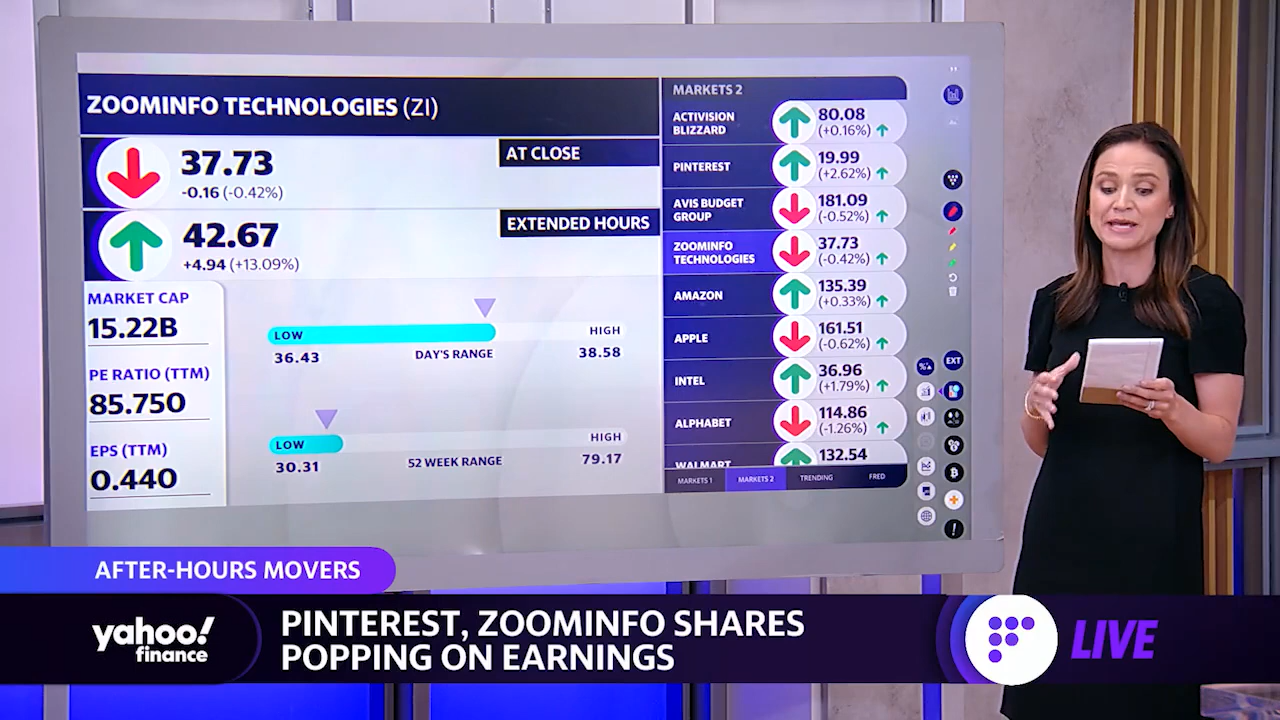 ZOOMINFO TECHNOLOGIES (ZI)
37.73
-0.16 (-0.42%)
AT CLOSE
42.67
+4.94 (+13.09%)
EXTENDED HOURS
MARKET CAP
15.22B
PE RATIO (TTM)
85.750
EPS (TTM)
0.440
LOW
HIGH
36.43
DAY'S RANGE
38.58
LOW
HIGH
30.31
52 WEEK RANGE
79.17
MARKETS 2
ACTIVISION
BLIZZARD
80.08
(+0.16%)
PINTEREST
19.99
(+2.62%)
AVIS BUDGET
GROUP
181.09
(-0.52%)
ZOOMINFO
TECHNOLOGIES
37.73
(-0.42%)
AMAZON
135.39
(+0.33%)
APPLE
161.51
(-0.62%)
INTEL
36.96
(+1.79%)
ALPHABET
114.86
(-1.26%)
WALMART
132.54
MARKETS 1
MARKETS 2
TRENDING
FRED
EXT
AFTER-HOURS MOVERS
yahoo!
finance
PINTEREST, ZOOMINFO SHARES
POPPING ON EARNINGS
LIVE